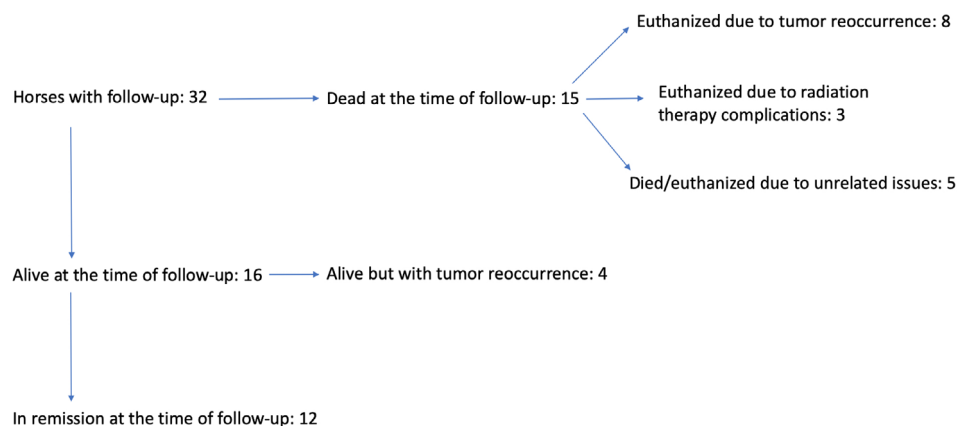 Euthanized due to tumor reoccurrence: 8
Horses with follow-up: 32
Dead at the time of follow-up: 15
Euthanized due to radiation
therapy complications: 3
Died/euthanized due to unrelated issues: 5
Alive at the time of follow-up: 16
Alive but with tumor reoccurrence: 4
In remission at the time of follow-up: 12